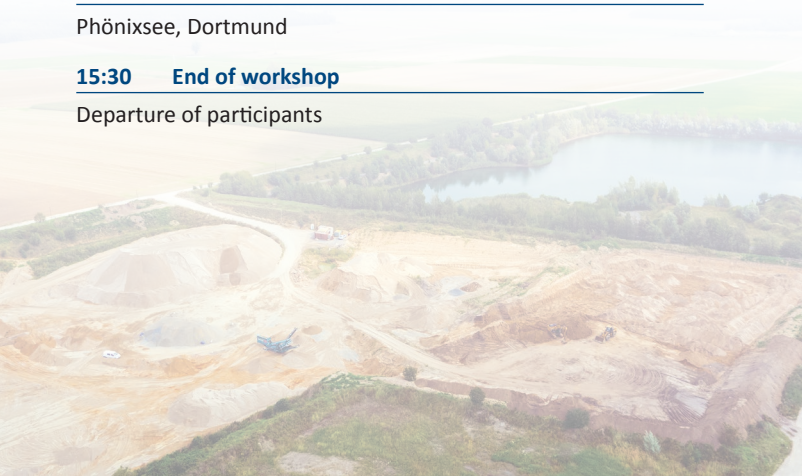 Phönixsee, Dortmund
15:30 End of workshop
Departure of participants